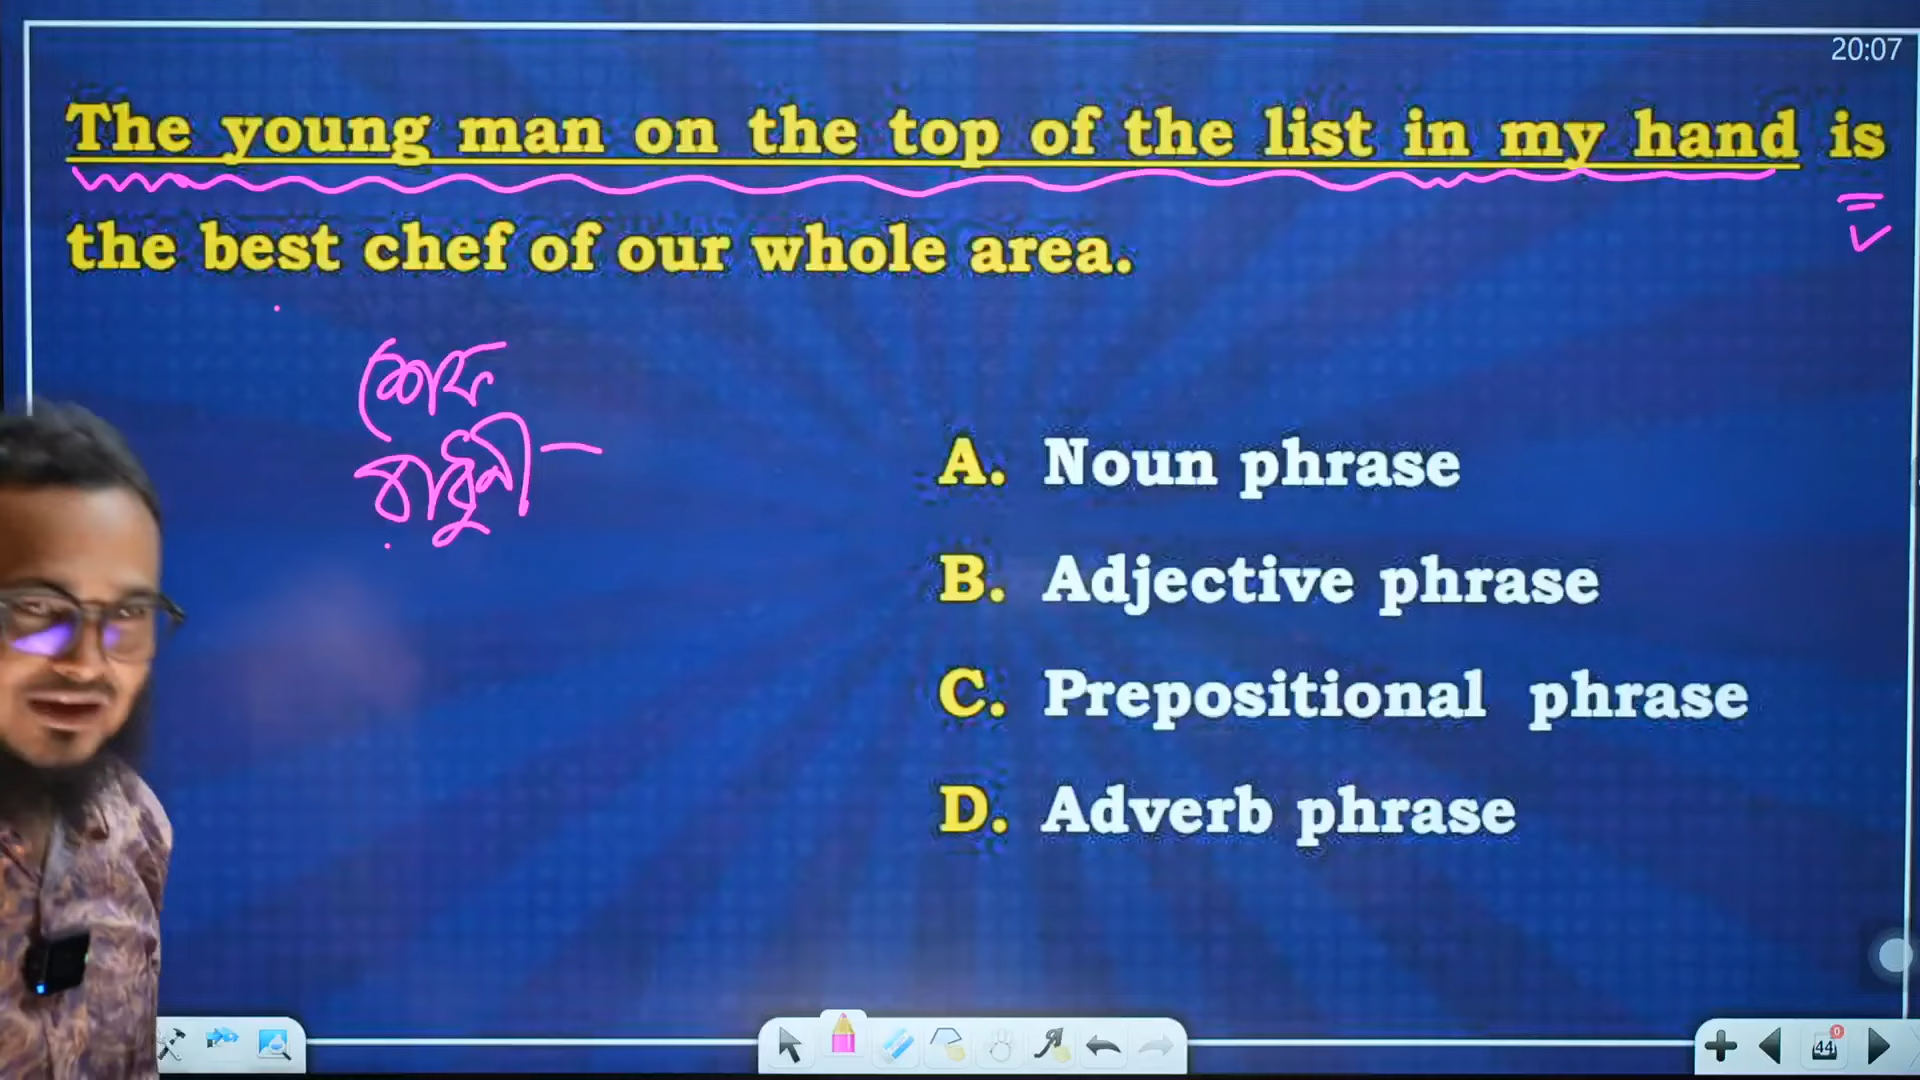 20:07
The young man on the top of the list in my hand is
the best chef of our whole area.
শেফ
রাধুনী
A. Noun phrase
B. Adjective phrase
C. Prepositional phrase
D. Adverb phrase
44
0